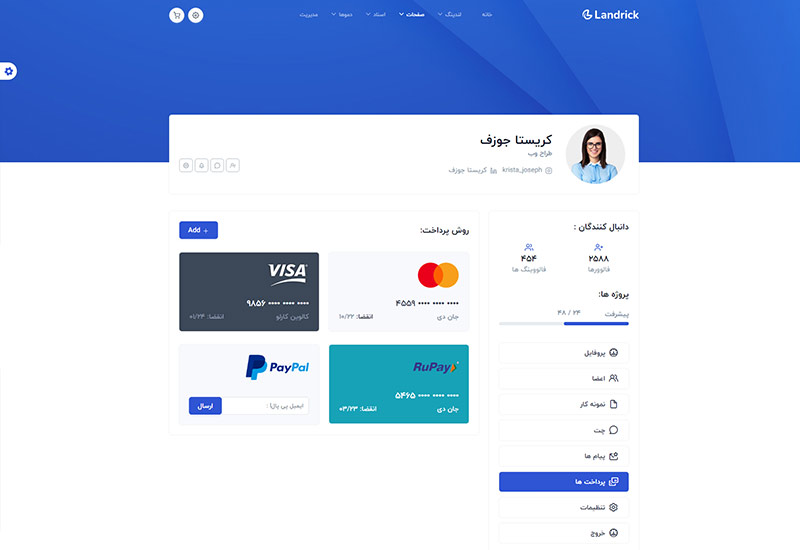 Landrick
خانه
لندینگ
صفحات
اسناد
دموها
مدیریت
کریستا جوزف
طراح وب
krista_joseph
کریستا جوزف
دانبال کنندگان :
۲۵۸۸
فالوورها
۴۵۴
فالووینگ ها
پروژه ها:
پیشرفت
۲۴ / ۴۸
پروفایل
اعضا
نمونه کار
چت
پیام ها
پرداخت ها
تنظیمات
خروج
روش پرداخت:
Add +
۴۵۵۹ •••• •••• ••••
جان دی
انقضا: ۱۰/۲۲
VISA
۹۸۵۶ •••• •••• ••••
کالوین کارلو
انقضا: ۰۱/۲۴
RuPay
۵۴۶۵ •••• •••• ••••
جان دی
انقضا: ۰۳/۲۳
PayPal
ایمیل پی پال! :
ارسال